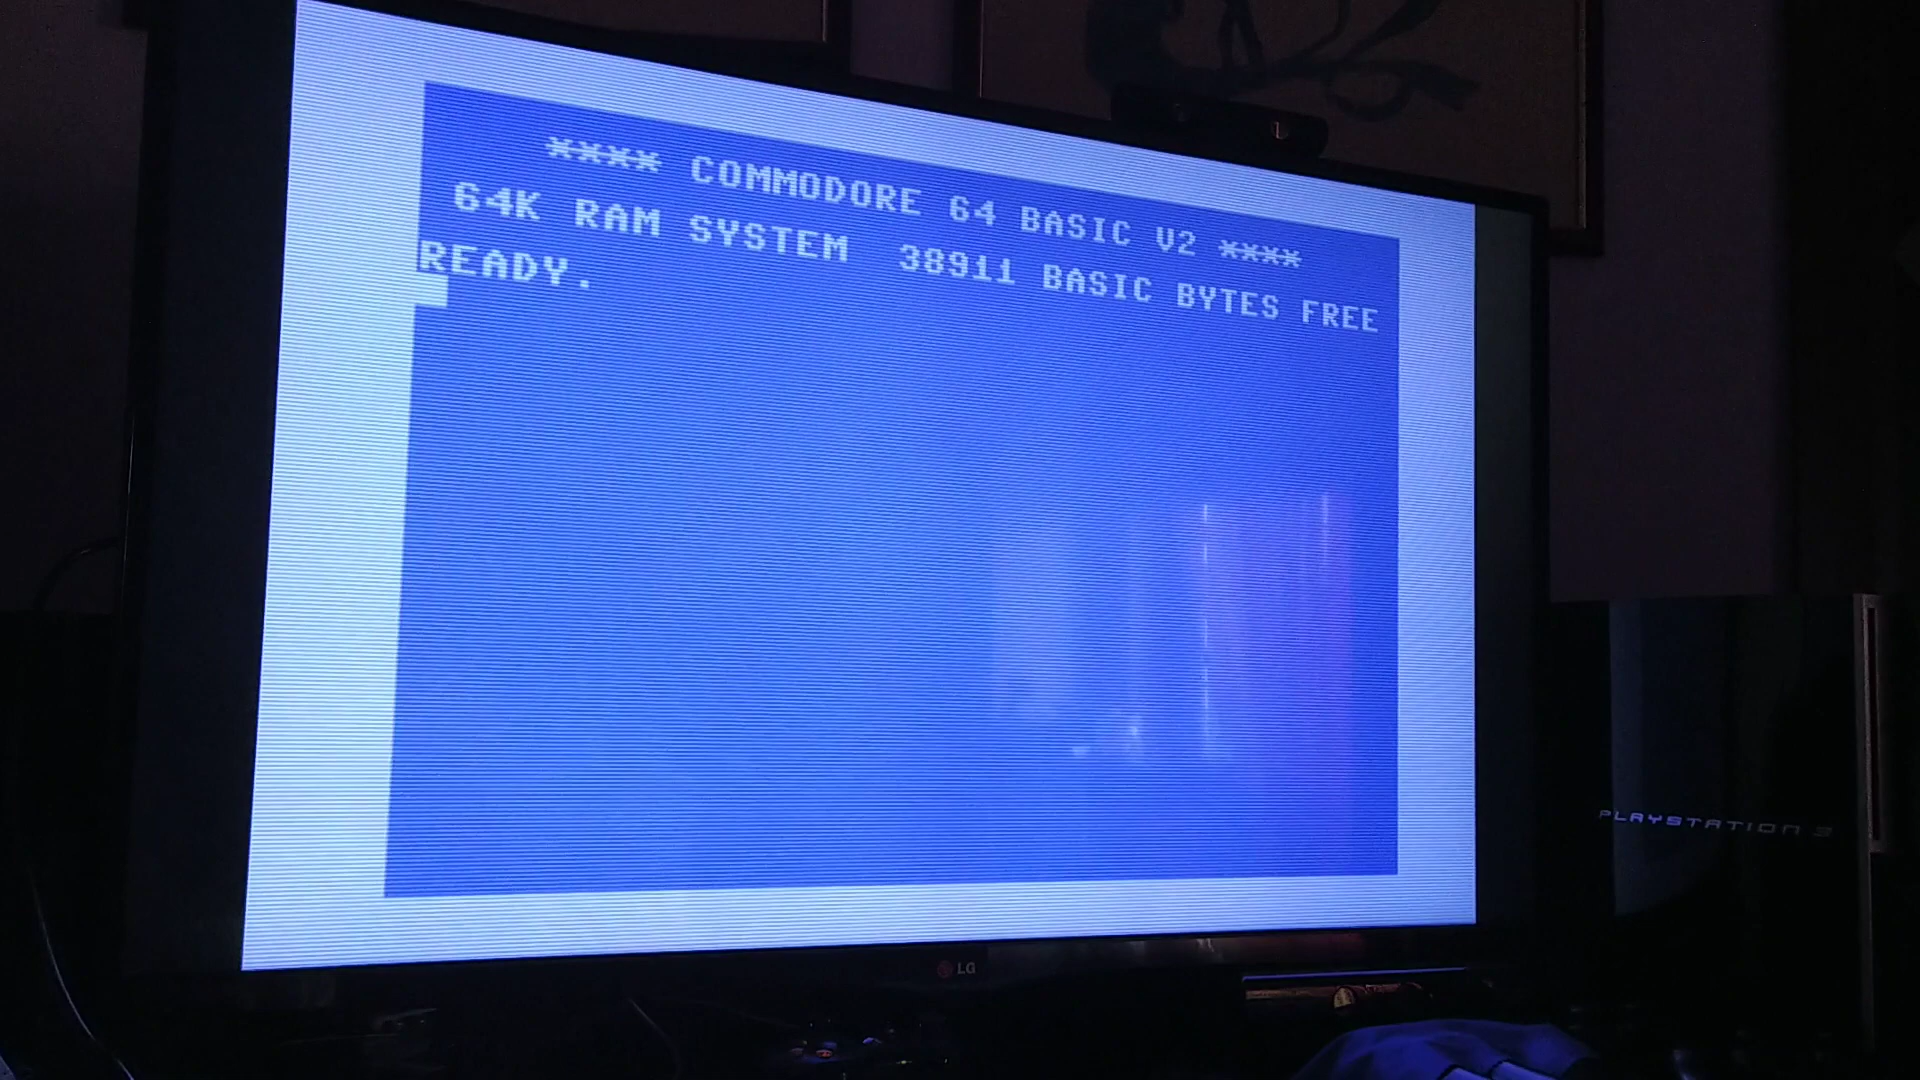 **** COMMODORE 64 BASIC V2 ****
64K RAM SYSTEM  38911 BASIC BYTES FREE
READY.
LG
PLAYSTATION 3